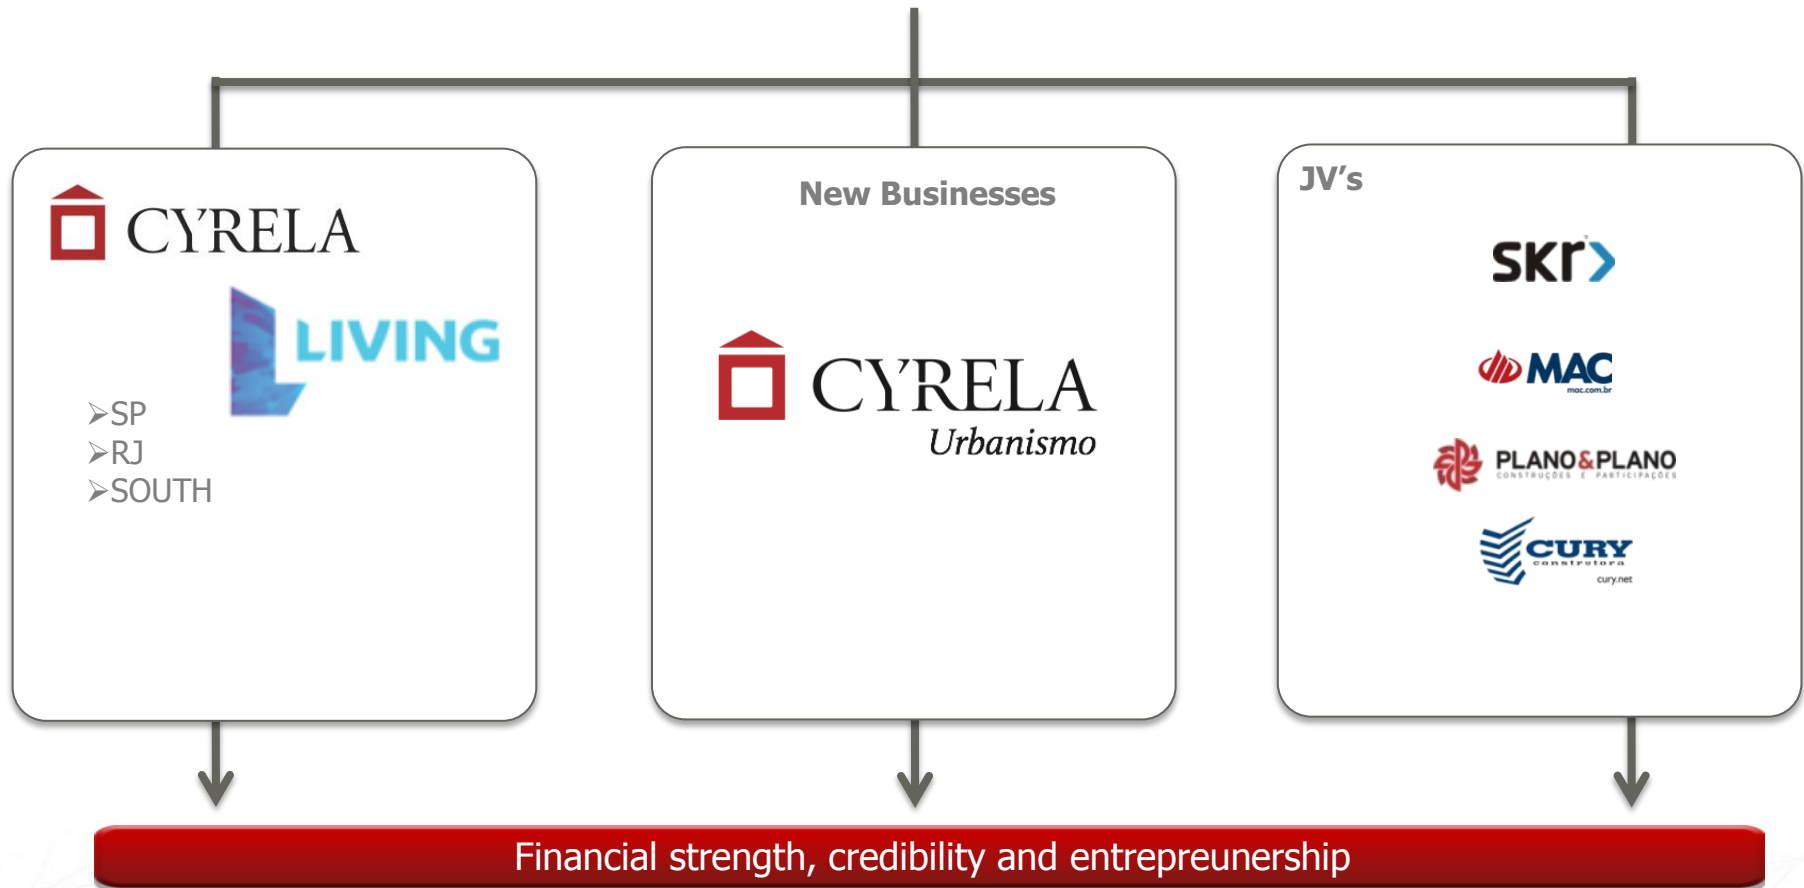 CYRELA
LIVING
➢SP
➢RJ
➢SOUTH
New Businesses
CYRELA
Urbanismo
JV's
SKr
MAC
mac.com.br
PLANO&PLANO
CONSTRUÇÕES E PARTICIPAÇÕES
CURY
construtora
cury.net
Financial strength, credibility and entrepreunership